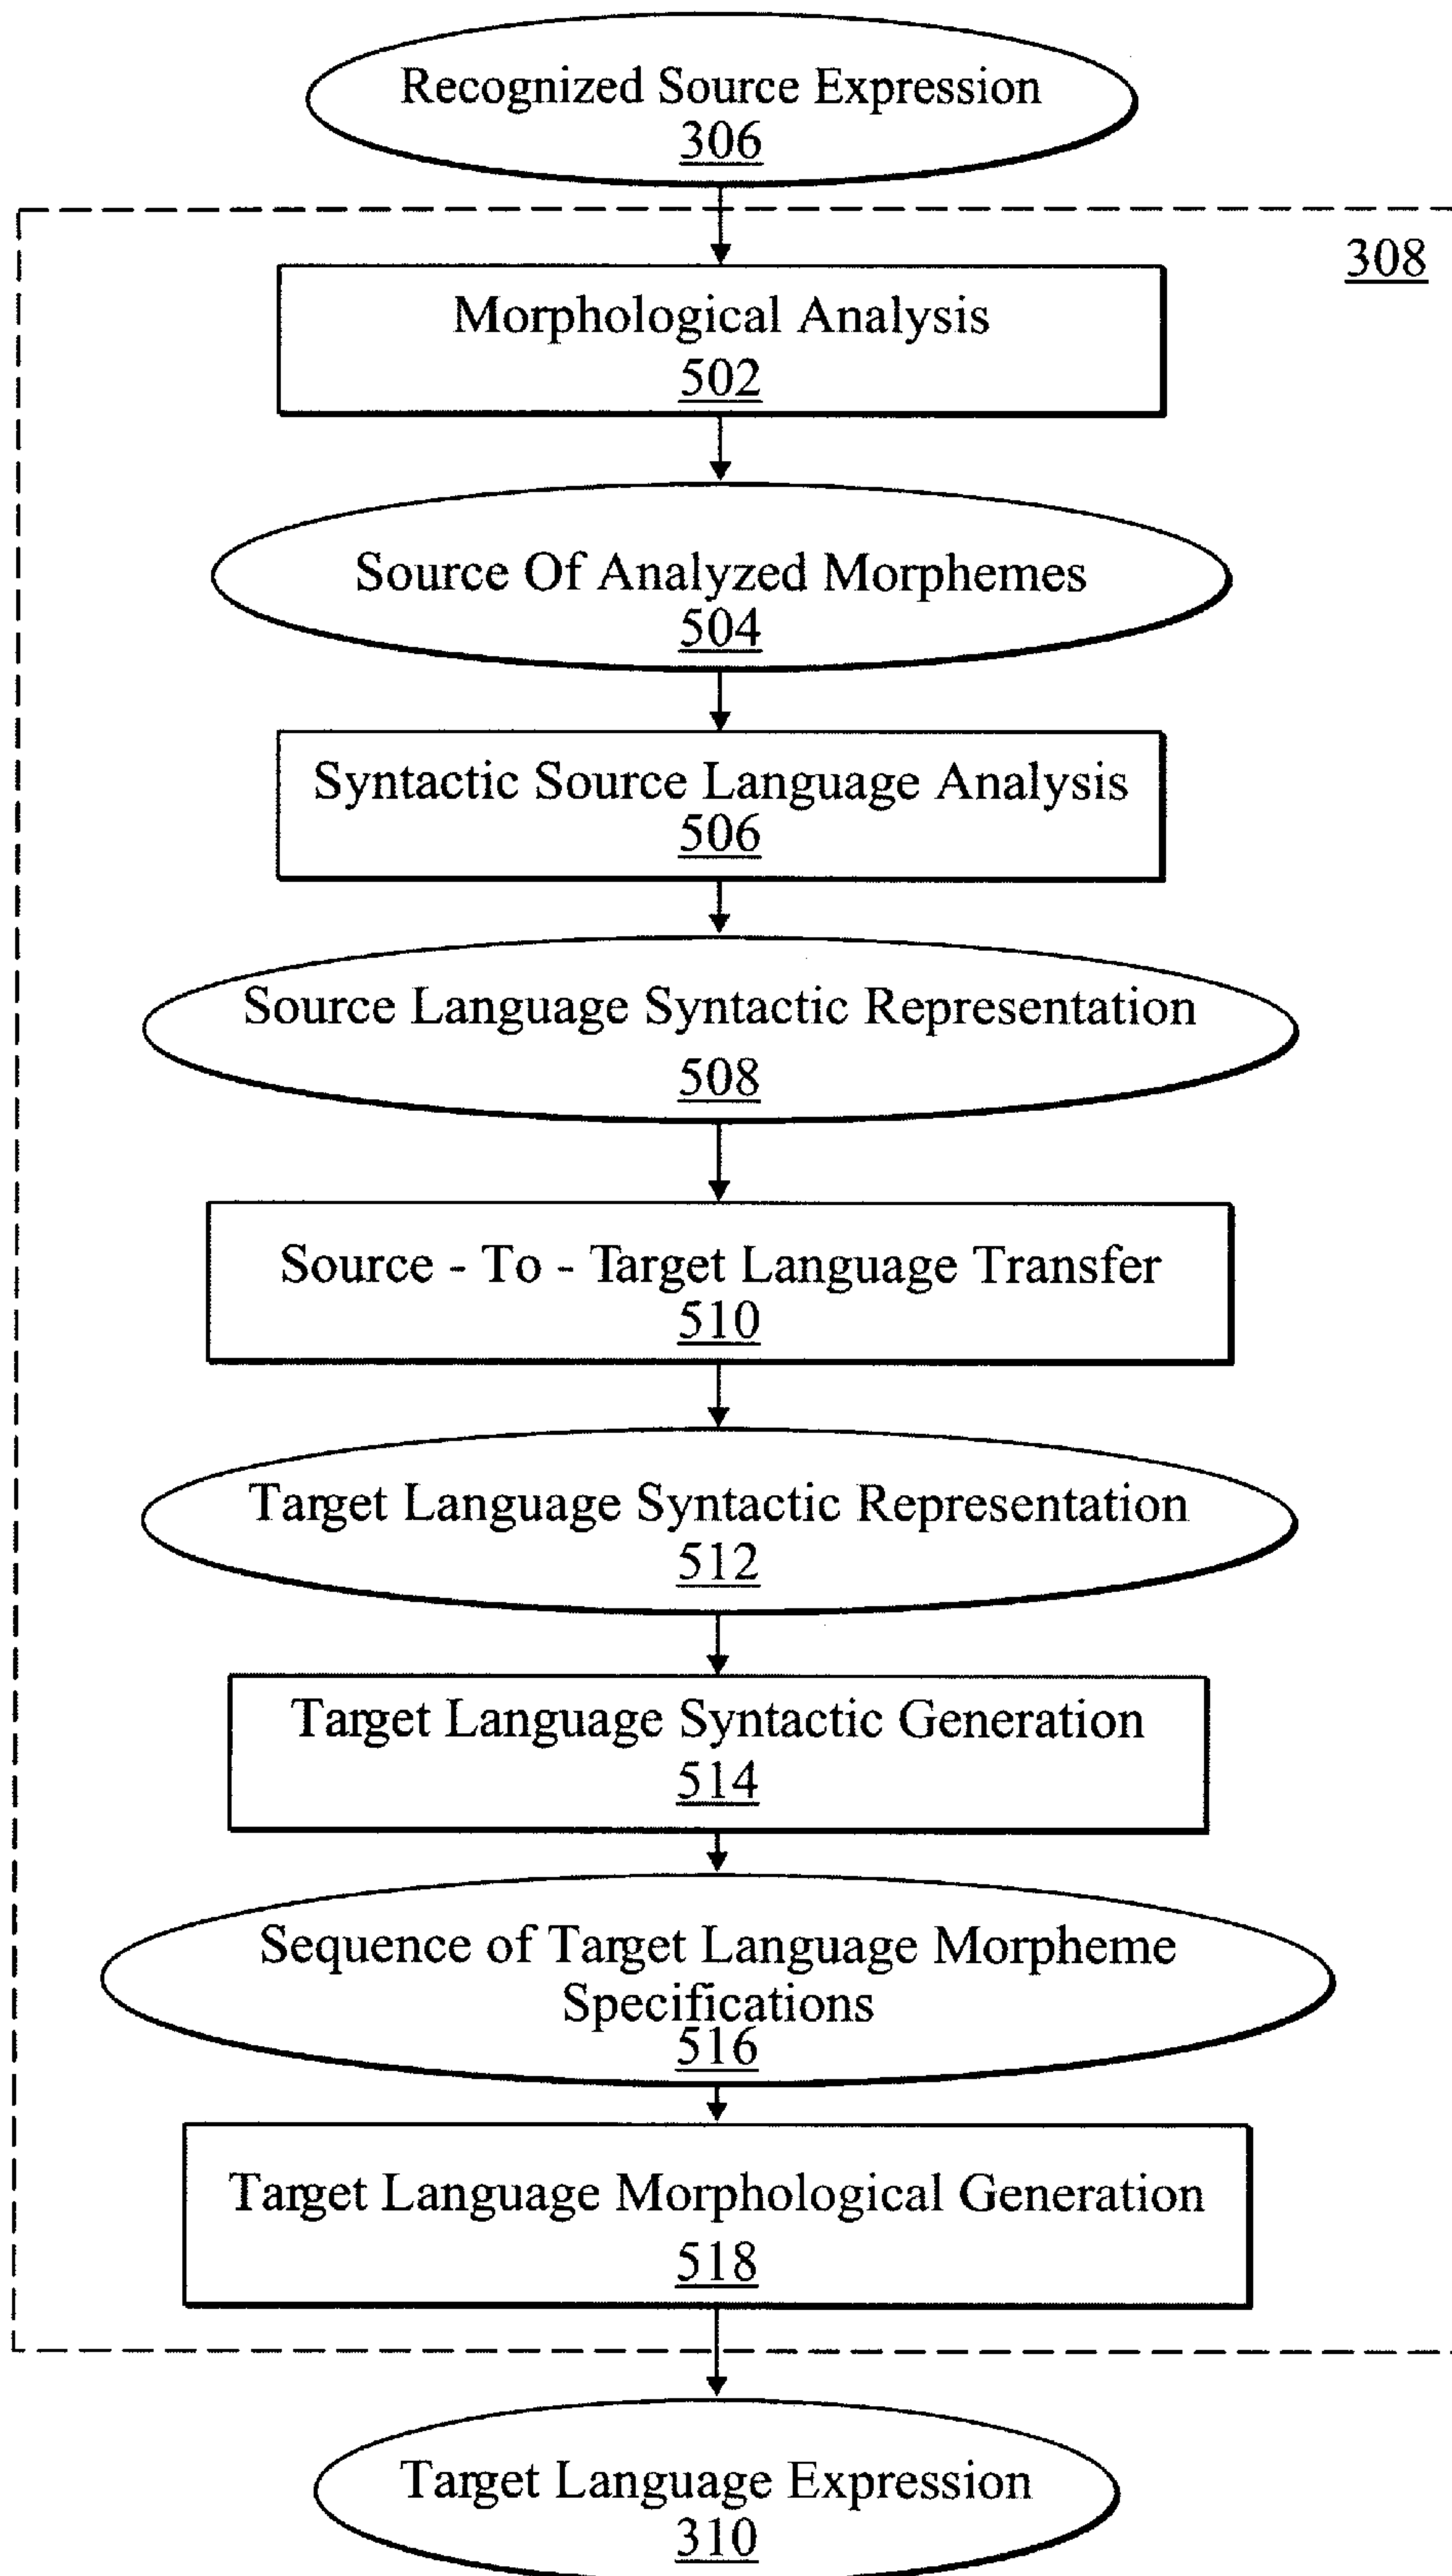 Recognized Source Expression
306
308
Morphological Analysis
502
Source Of Analyzed Morphemes
504
Syntactic Source Language Analysis
506
Source Language Syntactic Representation
508
Source - To - Target Language Transfer
510
Target Language Syntactic Representation
512
Target Language Syntactic Generation
514
Sequence of Target Language Morpheme
Specifications
516
Target Language Morphological Generation
518
Target Language Expression
310